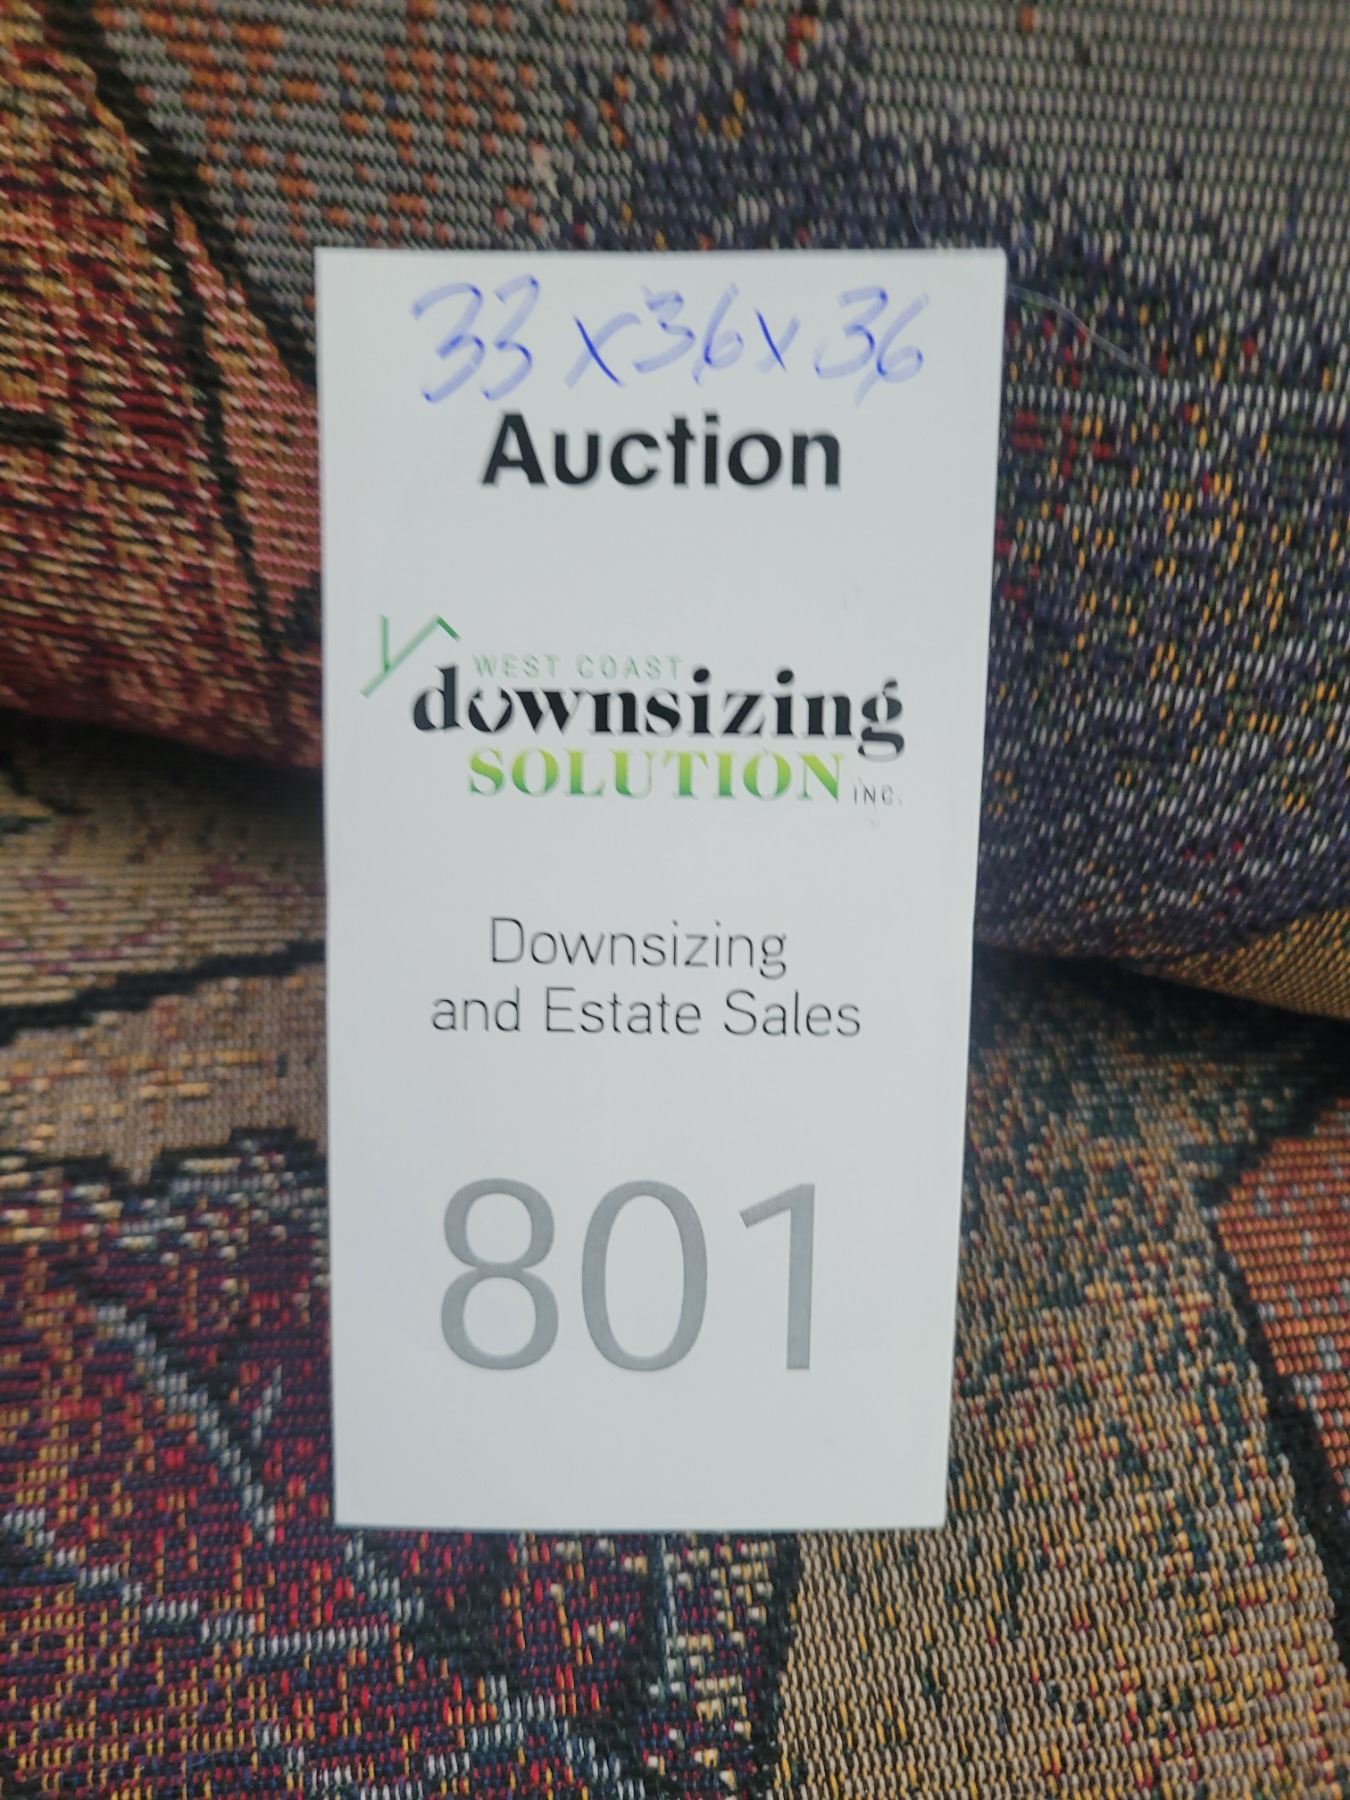 33 x 36 x 36
Auction
WEST COAST
downsizing
SOLUTION INC.
Downsizing
and Estate Sales
801